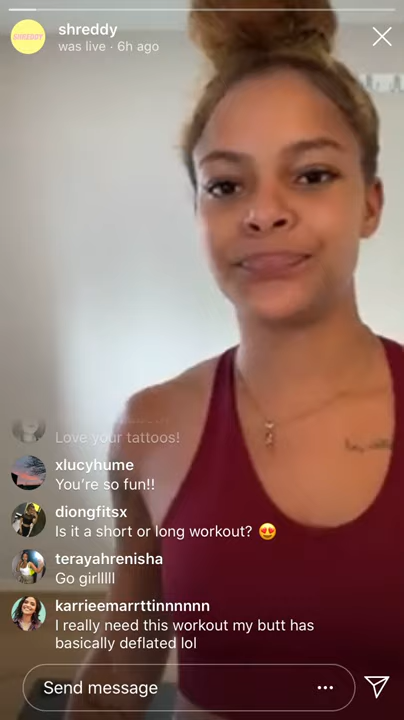 shreddy
SHREDDY
was live · 6h ago
Love your tattoos!
xlucyhume
You're so fun!!
diongfitsx
Is it a short or long workout? 😍
terayahrenisha
Go girlllll
karrieemarrttinnnnnn
I really need this workout my butt has
basically deflated lol
Send message